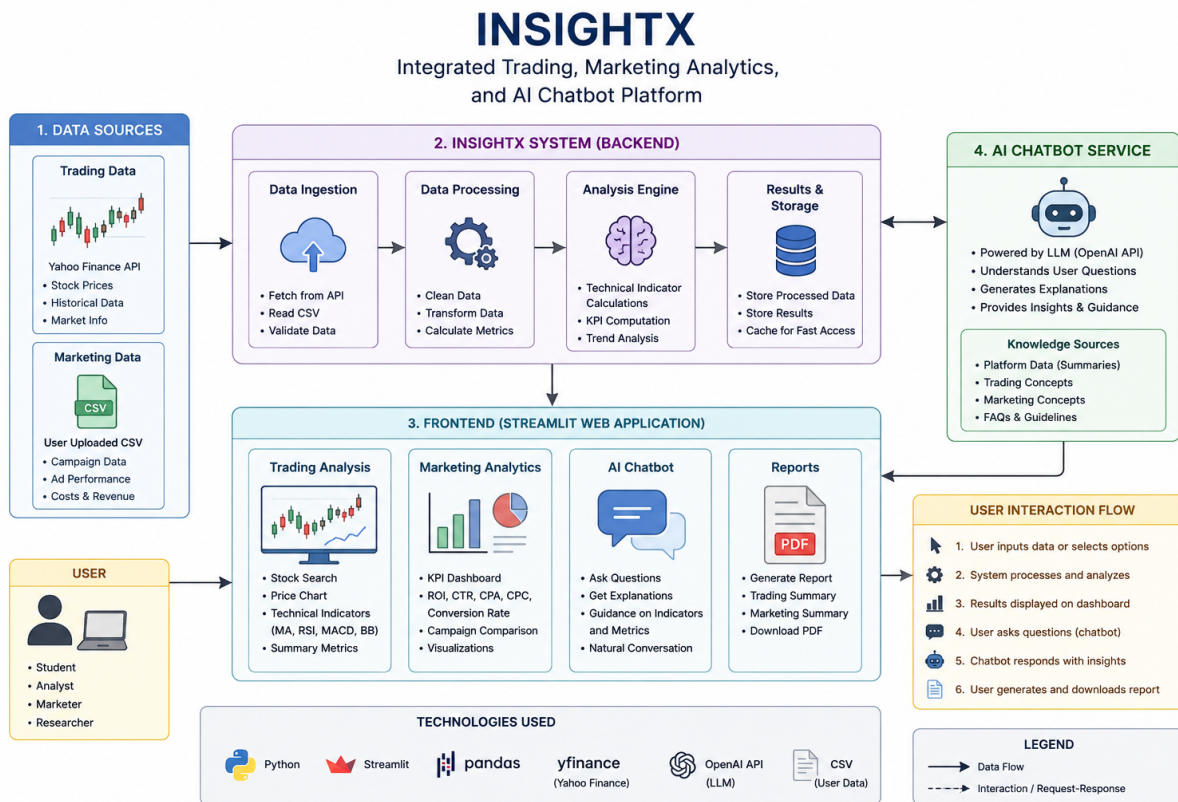 INSIGHTX
Integrated Trading, Marketing Analytics,
and AI Chatbot Platform
1. DATA SOURCES
Trading Data
Yahoo Finance API
• Stock Prices
• Historical Data
• Market Info
Marketing Data
CSV
User Uploaded CSV
• Campaign Data
• Ad Performance
• Costs & Revenue
2. INSIGHTX SYSTEM (BACKEND)
Data Ingestion
• Fetch from API
• Read CSV
• Validate Data
Data Processing
• Clean Data
• Transform Data
• Calculate Metrics
Analysis Engine
• Technical Indicator
Calculations
• KPI Computation
• Trend Analysis
Results &
Storage
• Store Processed Data
• Store Results
• Cache for Fast Access
4. AI CHATBOT SERVICE
• Powered by LLM (OpenAI API)
• Understands User Questions
• Generates Explanations
• Provides Insights & Guidance
Knowledge Sources
• Platform Data (Summaries)
• Trading Concepts
• Marketing Concepts
• FAQs & Guidelines
3. FRONTEND (STREAMLIT WEB APPLICATION)
Trading Analysis
• Stock Search
• Price Chart
• Technical Indicators
(MA, RSI, MACD, BB)
• Summary Metrics
Marketing Analytics
• KPI Dashboard
• ROI, CTR, CPA, CPC,
Conversion Rate
• Campaign Comparison
• Visualizations
AI Chatbot
• Ask Questions
• Get Explanations
• Guidance on Indicators
and Metrics
• Natural Conversation
Reports
PDF
• Generate Report
• Trading Summary
• Marketing Summary
• Download PDF
USER
• Student
• Analyst
• Marketer
• Researcher
USER INTERACTION FLOW
1. User inputs data or selects options
2. System processes and analyzes
3. Results displayed on dashboard
4. User asks questions (chatbot)
5. Chatbot responds with insights
6. User generates and downloads report
TECHNOLOGIES USED
Python
Streamlit
pandas
yfinance
(Yahoo Finance)
OpenAI API
(LLM)
CSV
(User Data)
LEGEND
Data Flow
Interaction / Request-Response